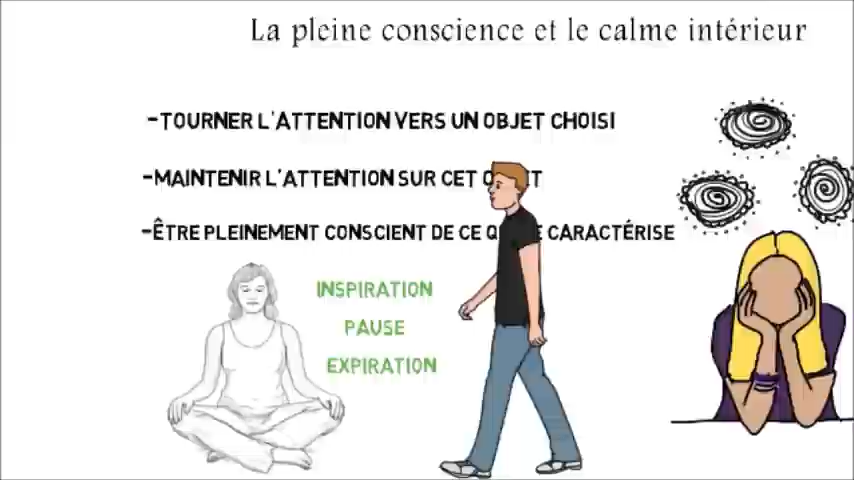 La pleine conscience et le calme intérieur
-TOURNER L'ATTENTION VERS UN OBJET CHOISI
-MAINTENIR L'ATTENTION SUR CET
-ÊTRE PLEINEMENT CONSCIENT DE CE CARACTÉRISE
INSPIRATION
PAUSE
EXPIRATION